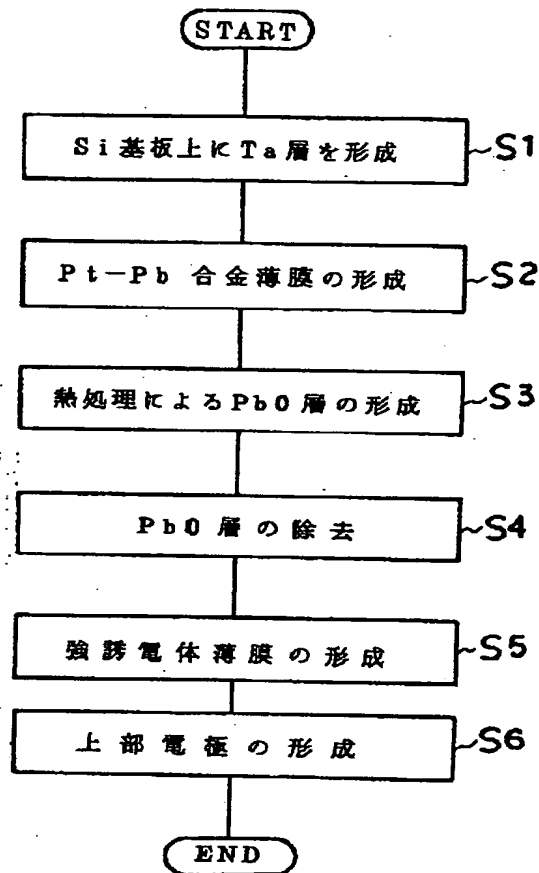 START
Si基板上にTa層を形成 S1
Pt-Pb 合金薄膜の形成 S2
熱処理によるPbO層の形成 S3
PbO層の除去 S4
強誘電体薄膜の形成 S5
上部電極の形成 S6
END